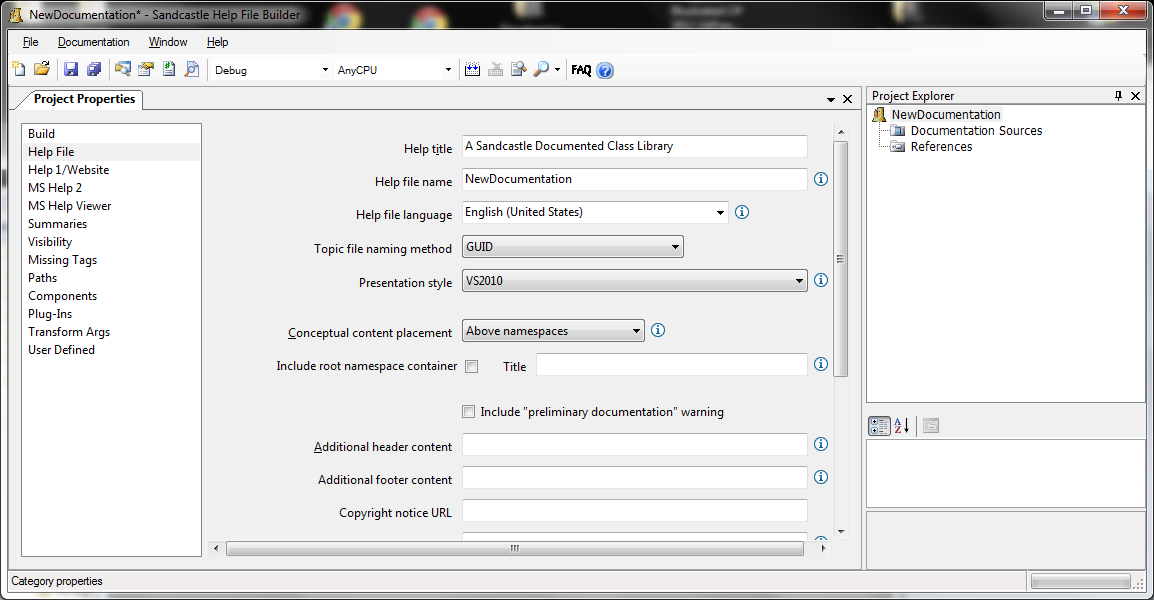 NewDocumentation* - Sandcastle Help File Builder
File Documentation Window Help
Debug AnyCPU FAQ
Project Properties
Build
Help File
Help 1/Website
MS Help 2
MS Help Viewer
Summaries
Visibility
Missing Tags
Paths
Components
Plug-Ins
Transform Args
User Defined
Help title A Sandcastle Documented Class Library
Help file name NewDocumentation
Help file language English (United States)
Topic file naming method GUID
Presentation style VS2010
Conceptual content placement Above namespaces
Include root namespace container Title
Include "preliminary documentation" warning
Additional header content
Additional footer content
Copyright notice URL
Project Explorer
NewDocumentation
Documentation Sources
References
Category properties